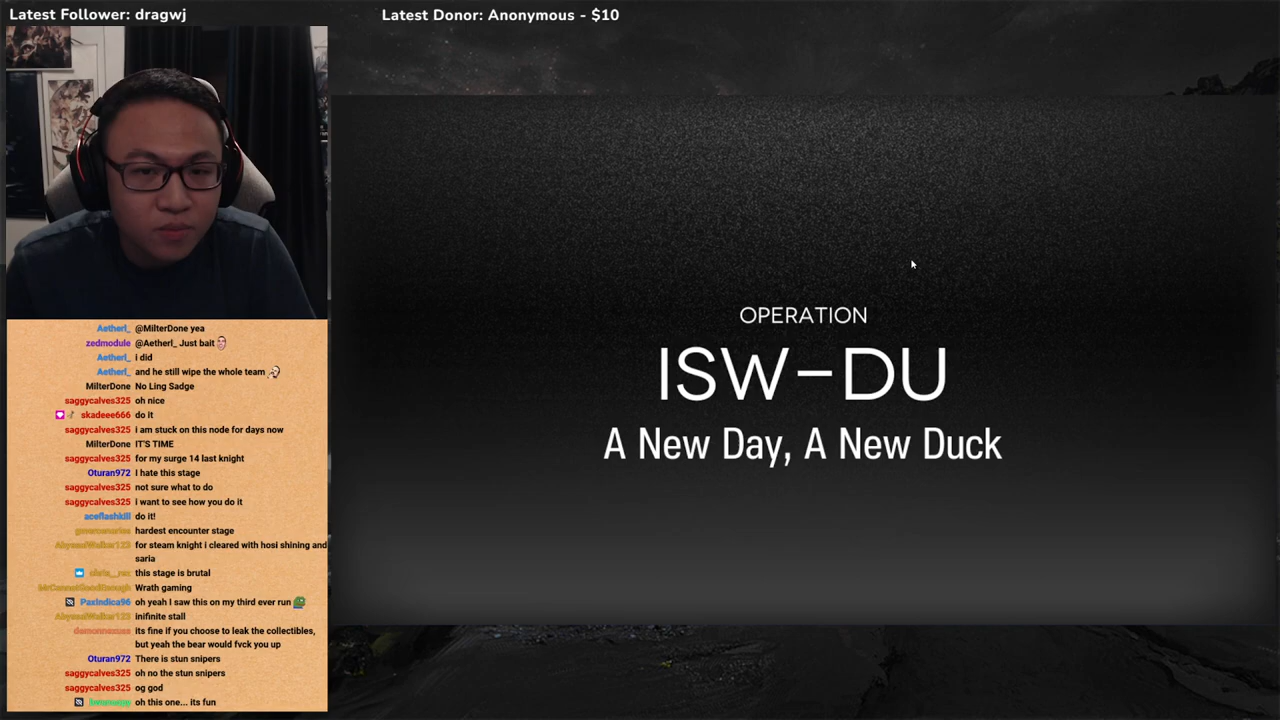 Latest Follower: dragwj
Latest Donor: Anonymous - $10
OPERATION
ISW-DU
A New Day, A New Duck
Aetherl_ @MilterDone yea
zedmodule @Aetherl_ Just bait
Aetherl_ i did
Aetherl_ and he still wipe the whole team
MilterDone No Ling Sadge
saggycalves325 oh nice
skadeee666 do it
saggycalves325 i am stuck on this node for days now
MilterDone IT'S TIME
saggycalves325 for my surge 14 last knight
Oturan972 I hate this stage
saggycalves325 not sure what to do
saggycalves325 i want to see how you do it
aceflashkill do it!
hardest encounter stage
AbyssalWalker123 for steam knight i cleared with hosi shining and
saria
this stage is brutal
Wrath gaming
PaxIndica96 oh yeah I saw this on my third ever run
AbyssalWalker123 inifinite stall
its fine if you choose to leak the collectibles,
but yeah the bear would fvck you up
Oturan972 There is stun snipers
saggycalves325 oh no the stun snipers
saggycalves325 og god
oh this one... its fun